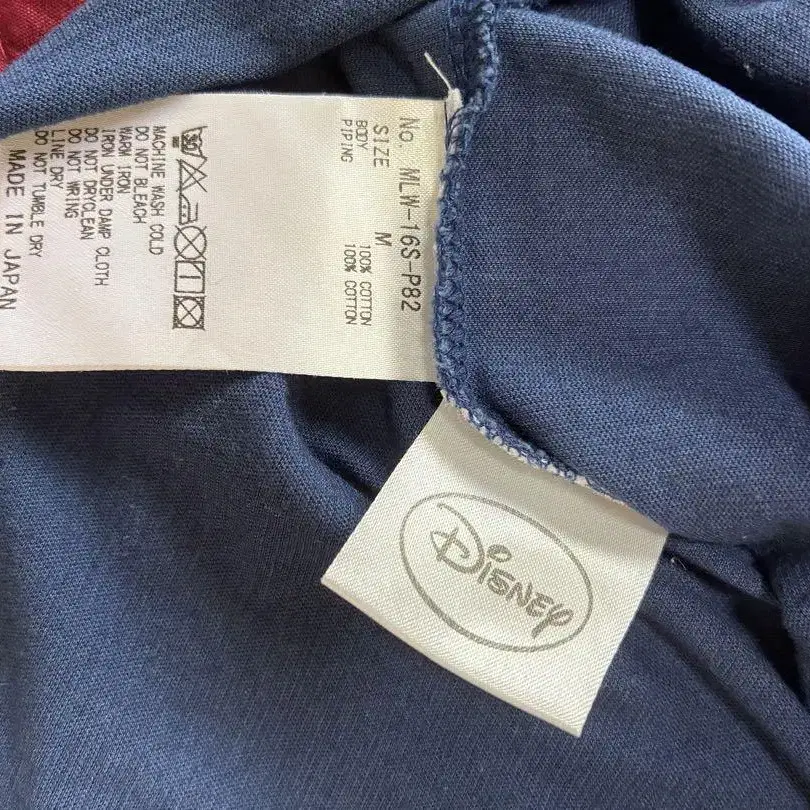 No. MLW-16S-P82
SIZE M
BODY 100% COTTON
PIPING 100% COTTON
30
MACHINE WASH COLD
DO NOT BLEACH
WARM IRON
IRON UNDER DAMP CLOTH
DO NOT DRYCLEAN
DO NOT WRING
LINE DRY
DO NOT TUMBLE DRY
MADE IN JAPAN
Disney